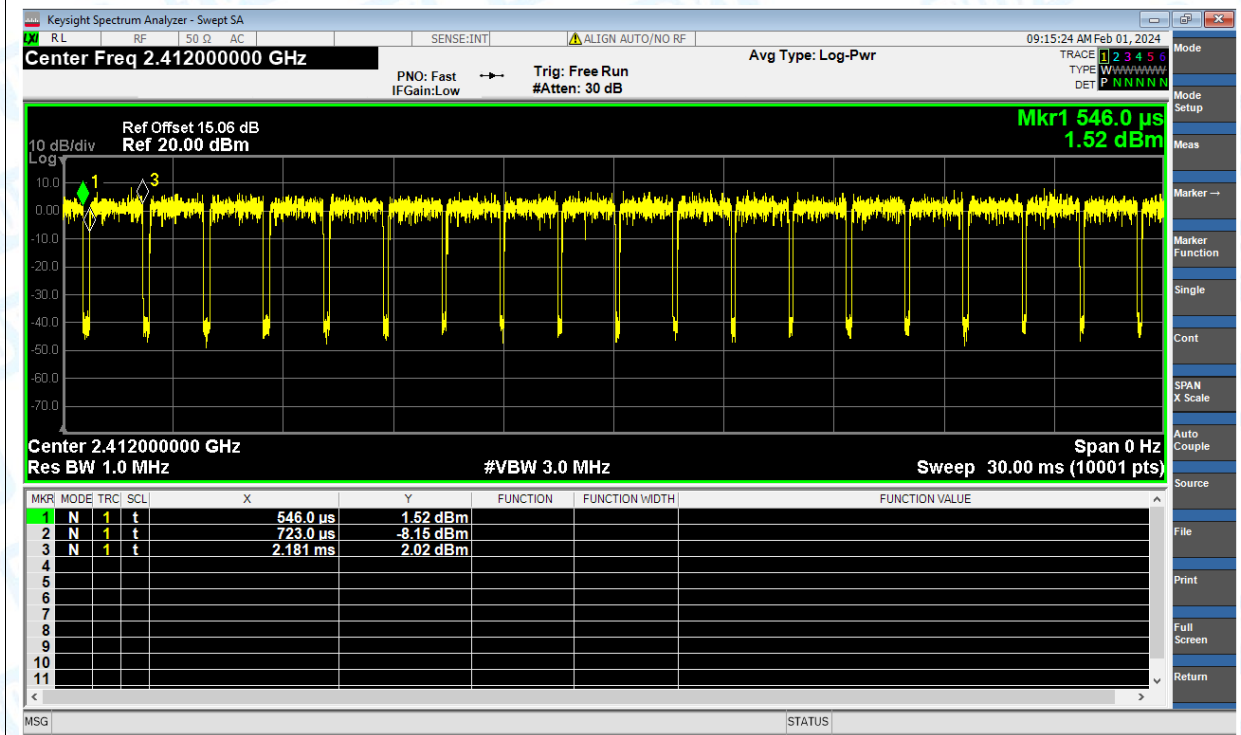 Keysight Spectrum Analyzer - Swept SA
LXI RL RF 50 Ω AC SENSE:INT ALIGN AUTO/NO RF 09:15:24 AM Feb 01, 2024
Center Freq 2.412000000 GHz
PNO: Fast
IFGain:Low
Trig: Free Run
#Atten: 30 dB
Avg Type: Log-Pwr
TRACE 1 2 3 4 5 6
TYPE WWWWWW
DET P N N N N N
Ref Offset 15.06 dB
10 dB/div Ref 20.00 dBm
Log
Mkr1 546.0 µs
1.52 dBm
1
3
10.0
0.00
-10.0
-20.0
-30.0
-40.0
-50.0
-60.0
-70.0
Center 2.412000000 GHz Span 0 Hz
Res BW 1.0 MHz #VBW 3.0 MHz Sweep 30.00 ms (10001 pts)
MKR MODE TRC SCL X Y FUNCTION FUNCTION WIDTH FUNCTION VALUE
1 N 1 t 546.0 µs 1.52 dBm
2 N 1 t 723.0 µs -8.15 dBm
3 N 1 t 2.181 ms 2.02 dBm
4
5
6
7
8
9
10
11
MSG STATUS
Mode
Mode Setup
Meas
Marker →
Marker Function
Single
Cont
SPAN X Scale
Auto Couple
Source
File
Print
Full Screen
Return